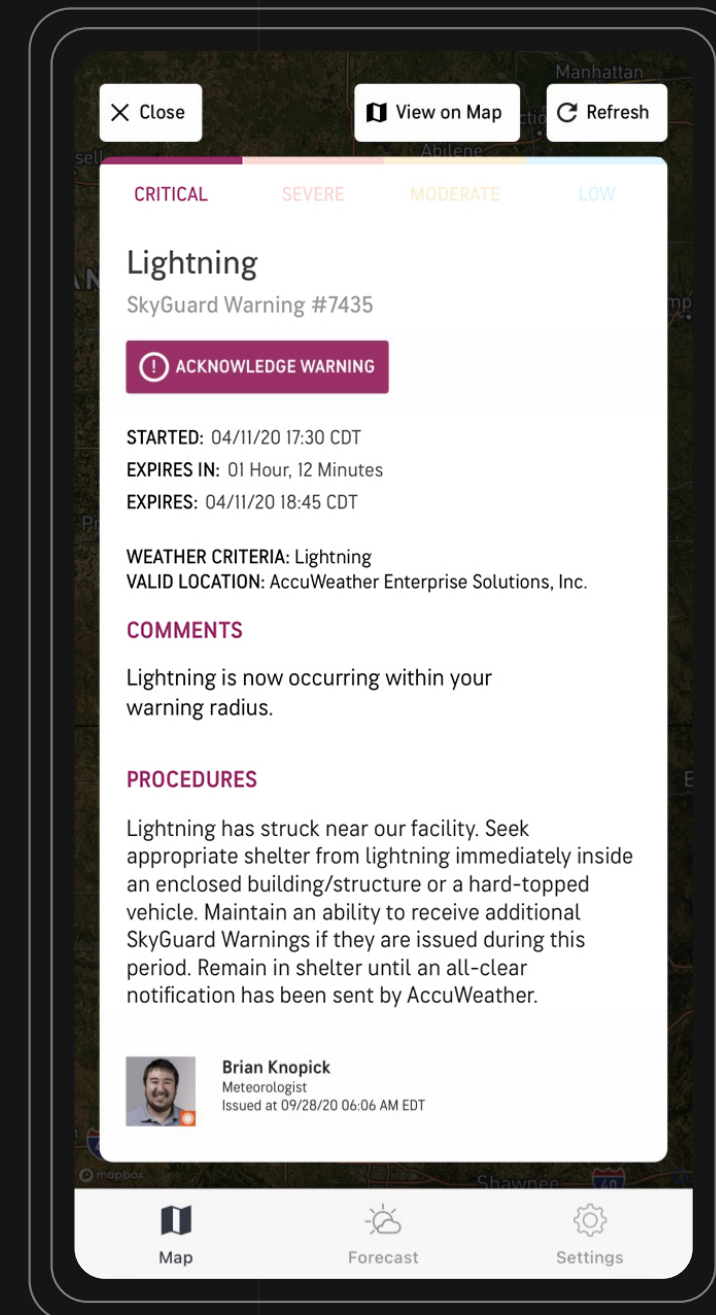 Manhattan
Close
View on Map
Refresh
Abilene
CRITICAL
SEVERE
MODERATE
LOW
Lightning
SkyGuard Warning #7435
ACKNOWLEDGE WARNING
STARTED: 04/11/20 17:30 CDT
EXPIRES IN: 01 Hour, 12 Minutes
EXPIRES: 04/11/20 18:45 CDT
WEATHER CRITERIA: Lightning
VALID LOCATION: AccuWeather Enterprise Solutions, Inc.
COMMENTS
Lightning is now occurring within your
warning radius.
PROCEDURES
Lightning has struck near our facility. Seek
appropriate shelter from lightning immediately inside
an enclosed building/structure or a hard-topped
vehicle. Maintain an ability to receive additional
SkyGuard Warnings if they are issued during this
period. Remain in shelter until an all-clear
notification has been sent by AccuWeather.
Brian Knopick
Meteorologist
Issued at 09/28/20 06:06 AM EDT
mapbox
Shawnee
40
Map
Forecast
Settings